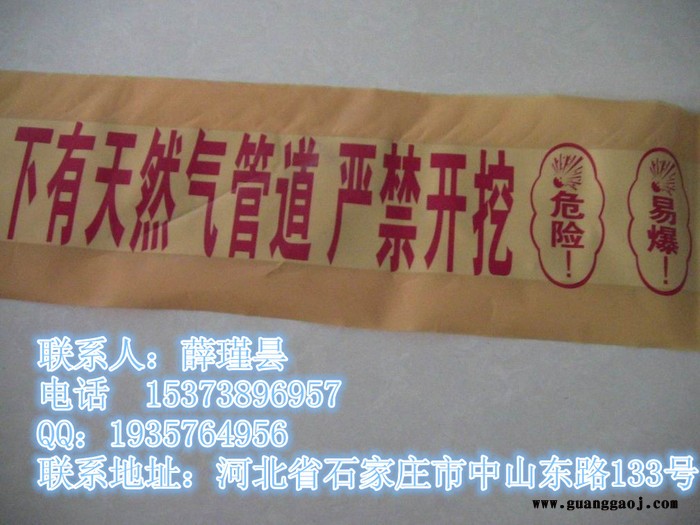 下有天然气管道 严禁开挖
危险！
易爆！
联系人：薛瑾昙
电话 15373896957
QQ：1935764956
联系地址：河北省石家庄市中山东路133号
www.guanggaoj.com